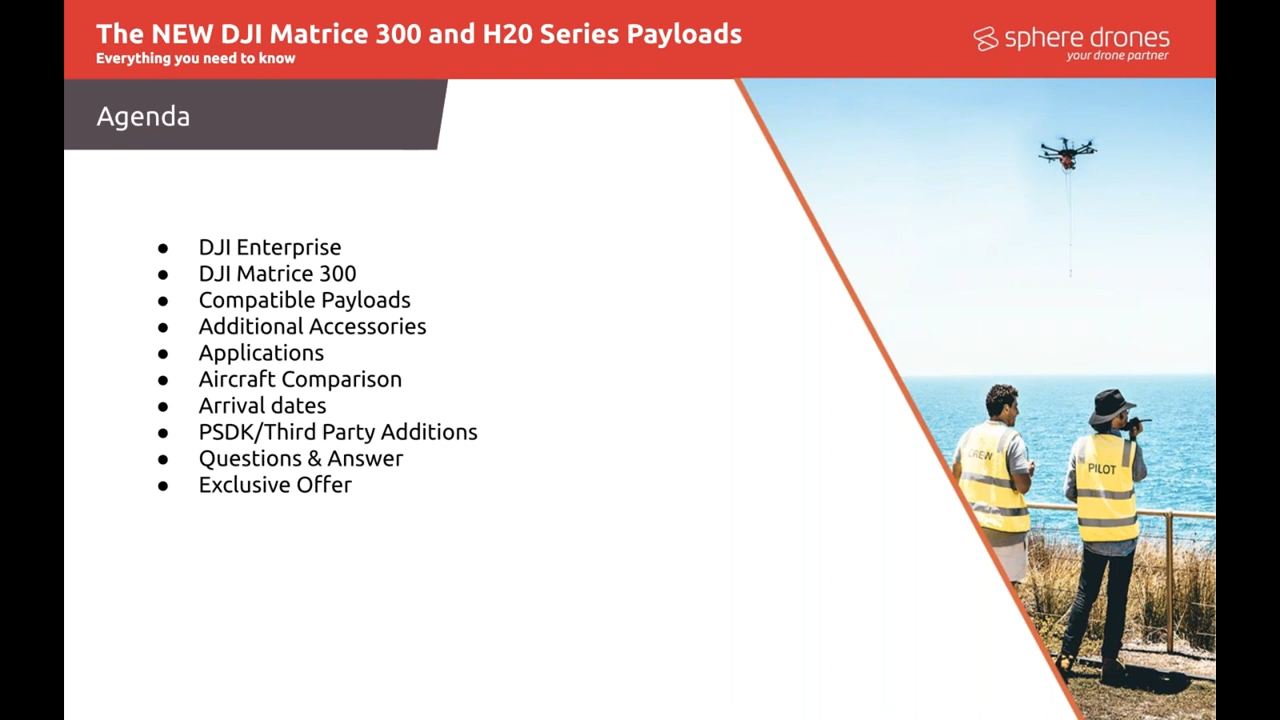 The NEW DJI Matrice 300 and H20 Series Payloads
Everything you need to know
sphere drones
your drone partner
Agenda
● DJI Enterprise
● DJI Matrice 300
● Compatible Payloads
● Additional Accessories
● Applications
● Aircraft Comparison
● Arrival dates
● PSDK/Third Party Additions
● Questions & Answer
● Exclusive Offer
CREW
PILOT